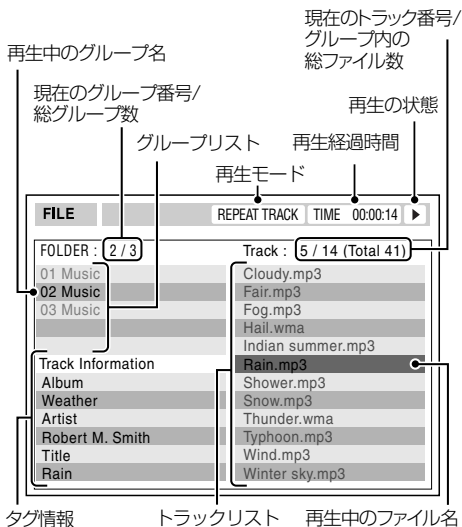 現在のトラック番号/
グループ内の
総ファイル数
再生中のグループ名
現在のグループ番号/
総グループ数
再生の状態
グループリスト
再生経過時間
再生モード
FILE
REPEAT TRACK
TIME 00:00:14
FOLDER : 2 / 3
Track : 5 / 14 (Total 41)
01 Music
02 Music
03 Music
Track Information
Album
Weather
Artist
Robert M. Smith
Title
Rain
Cloudy.mp3
Fair.mp3
Fog.mp3
Hail.wma
Indian summer.mp3
Rain.mp3
Shower.mp3
Snow.mp3
Thunder.wma
Typhoon.mp3
Wind.mp3
Winter sky.mp3
タグ情報
トラックリスト
再生中のファイル名